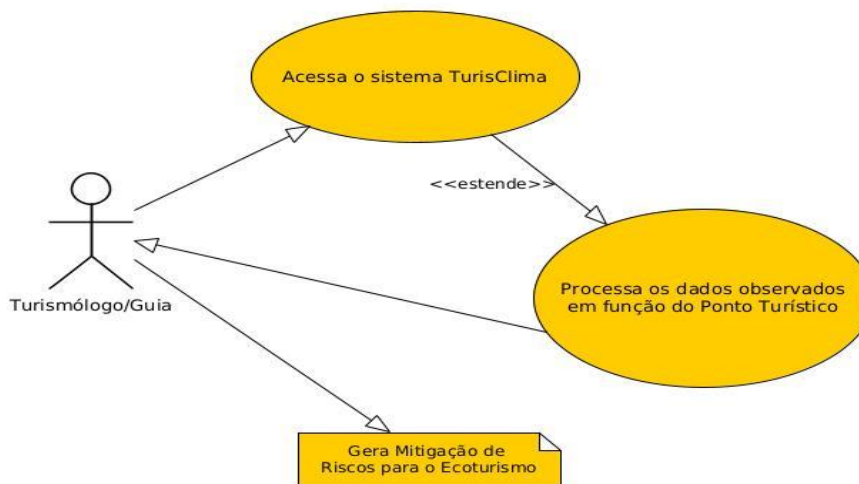 Acessa o sistema TurisClima
<<estende>>
Processa os dados observados
em função do Ponto Turístico
Turismólogo/Guia
Gera Mitigação de
Riscos para o Ecoturismo